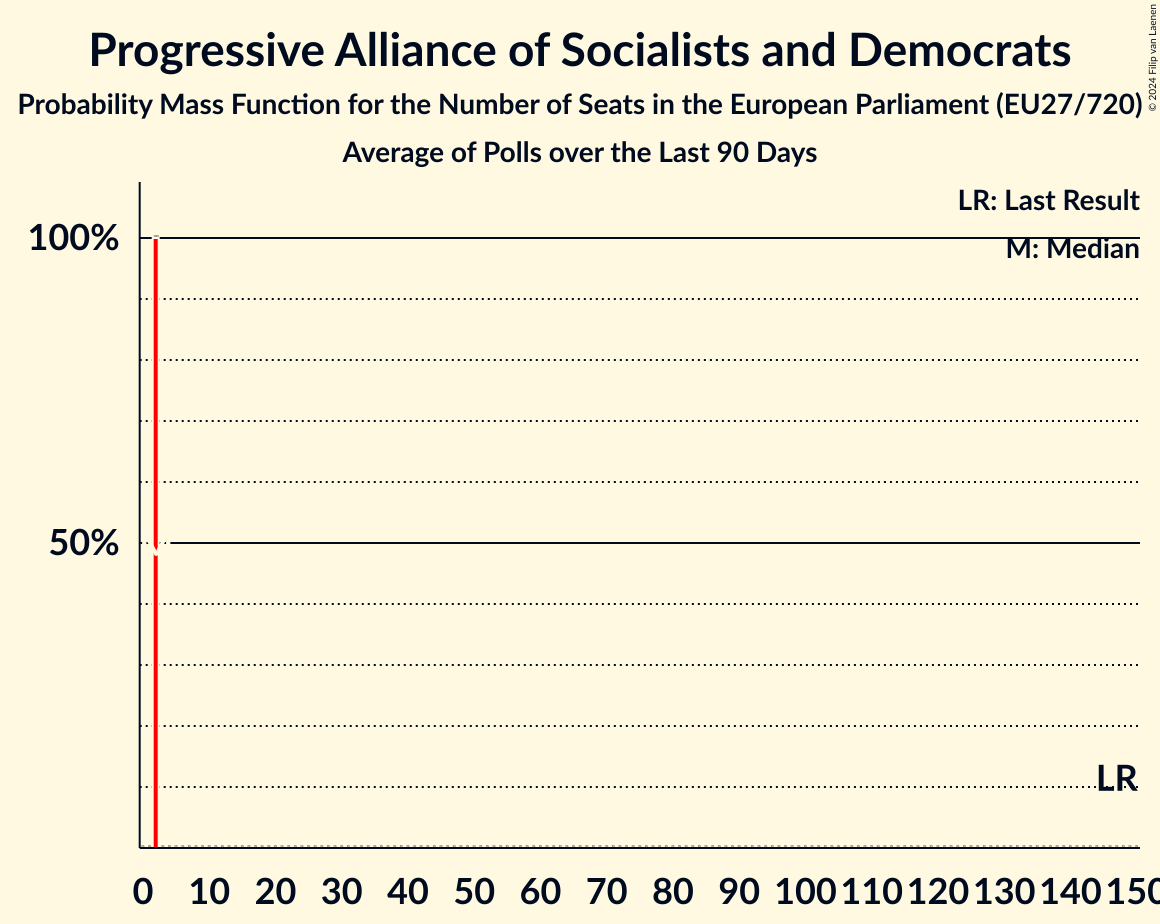 Progressive Alliance of Socialists and Democrats
Probability Mass Function for the Number of Seats in the European Parliament (EU27/720)
Average of Polls over the Last 90 Days
© 2024 Filip van Laenen
LR: Last Result
M: Median
100%
50%
LR
0 10 20 30 40 50 60 70 80 90 100 110 120 130 140 150